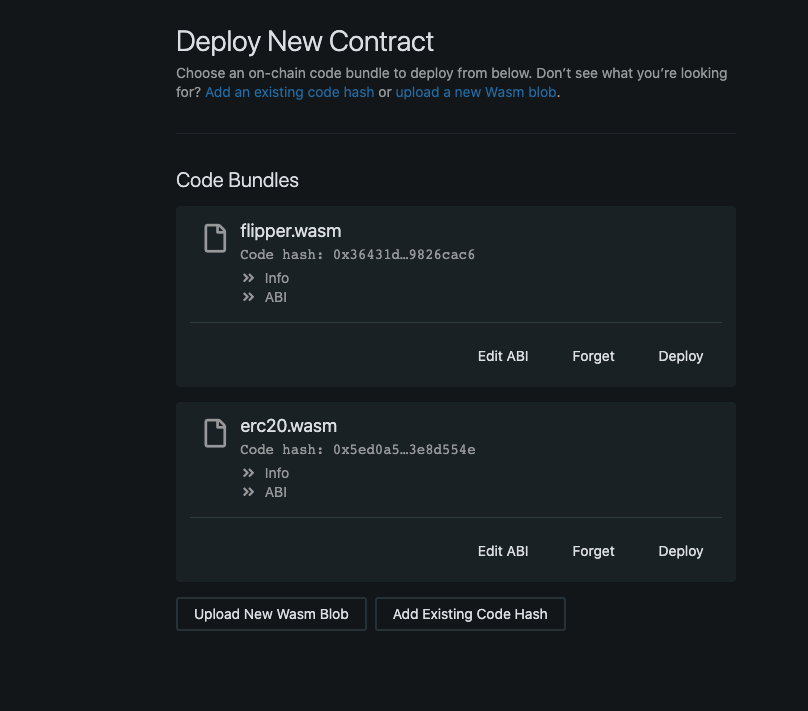 Deploy New Contract
Choose an on-chain code bundle to deploy from below. Don’t see what you’re looking
for? Add an existing code hash or upload a new Wasm blob.
Code Bundles
flipper.wasm
Code hash: 0x36431d…9826cac6
Info
ABI
Edit ABI Forget Deploy
erc20.wasm
Code hash: 0x5ed0a5…3e8d554e
Info
ABI
Edit ABI Forget Deploy
Upload New Wasm Blob Add Existing Code Hash